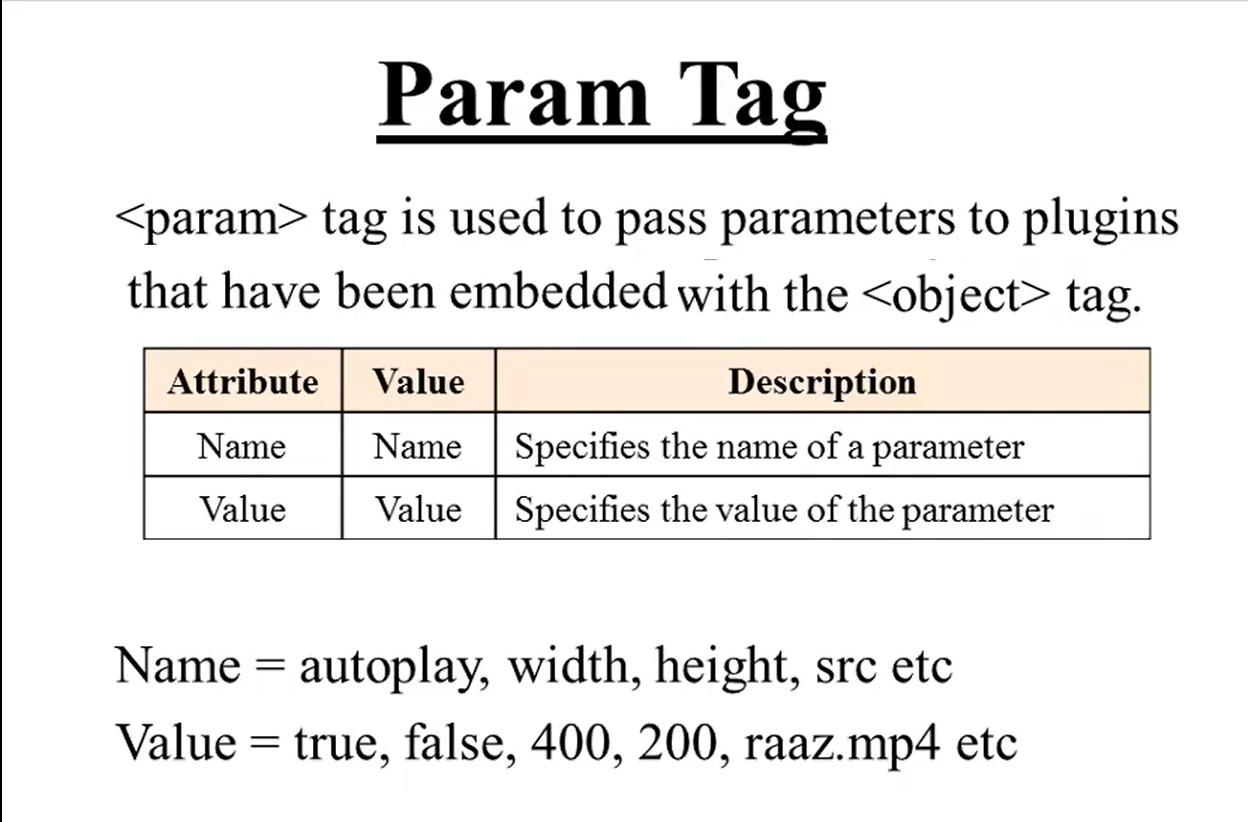 Param Tag
<param> tag is used to pass parameters to plugins
that have been embedded with the <object> tag.
Attribute Value Description
Name Name Specifies the name of a parameter
Value Value Specifies the value of the parameter
Name = autoplay, width, height, src etc
Value = true, false, 400, 200, raaz.mp4 etc